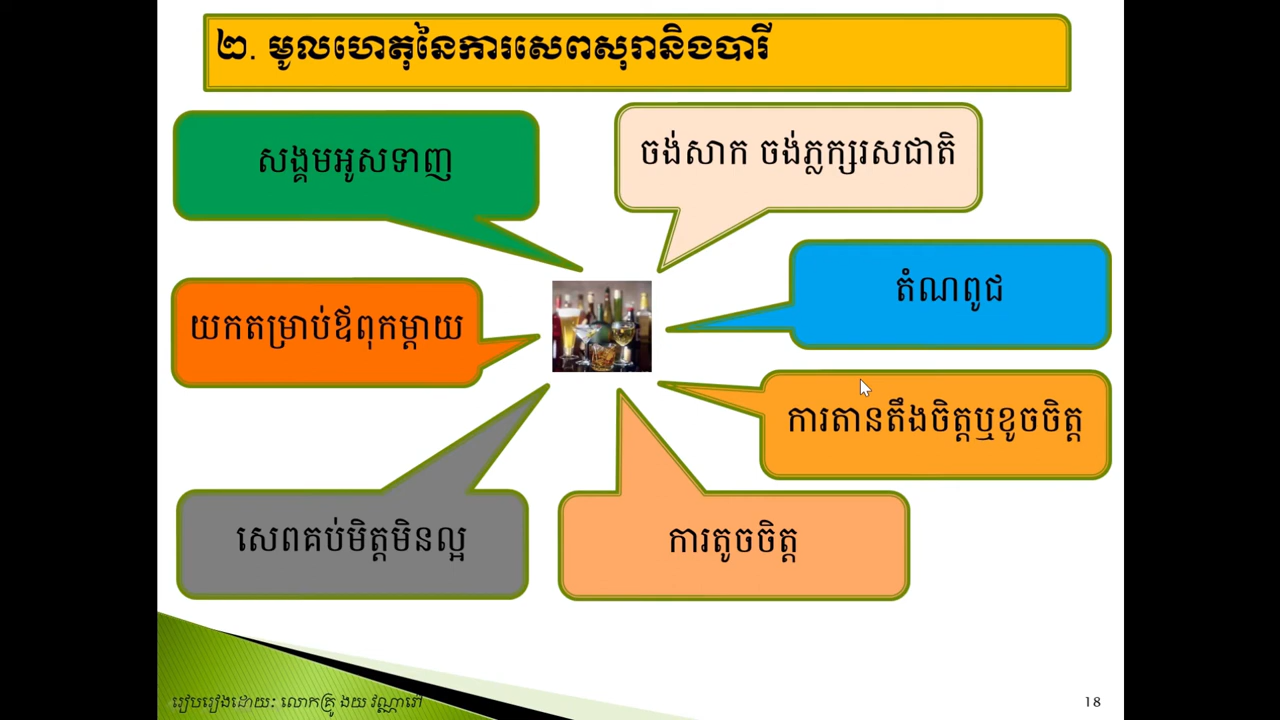 ២. មូលហេតុនៃការសេពសុរានិងបារី
សង្គមអូសទាញ
ចង់សាក ចង់ភ្លក្សរសជាតិ
តំណពូជ
យកតម្រាប់ឪពុកម្តាយ
ការតានតឹងចិត្តឬខូចចិត្ត
សេពគប់មិត្តមិនល្អ
ការតូចចិត្ត
រៀបរៀងដោយៈ លោកគ្រូ ងយ វណ្ណារៅ
18